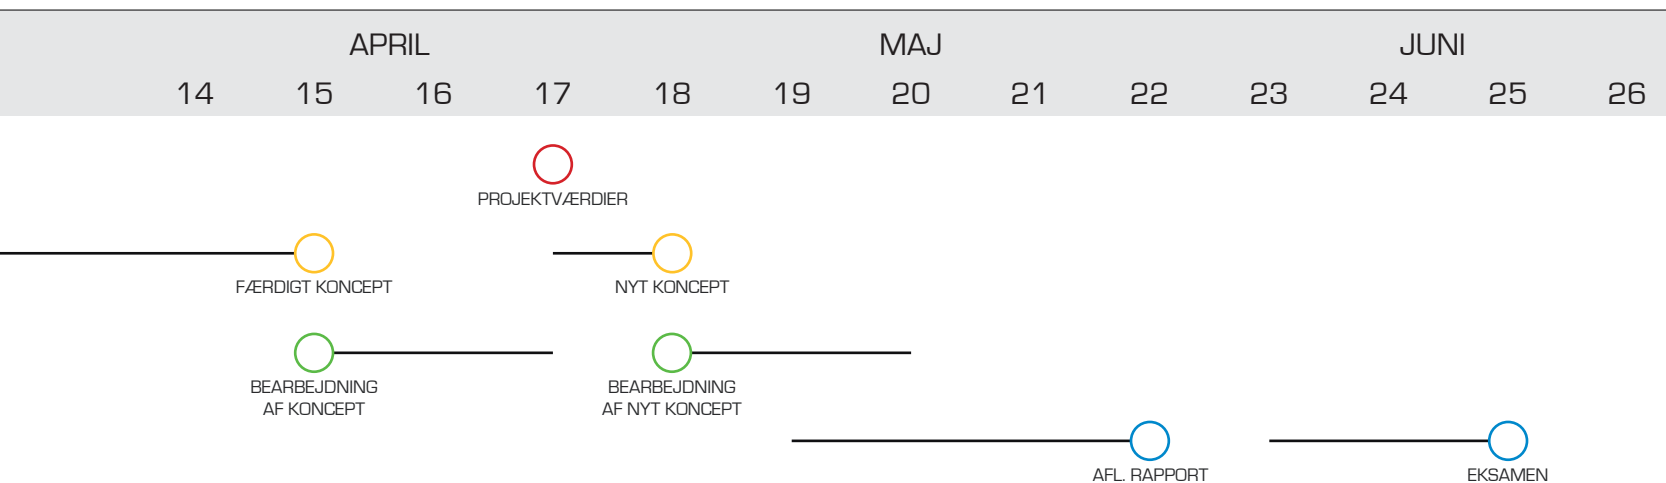 APRIL MAJ JUNI
14 15 16 17 18 19 20 21 22 23 24 25 26
PROJEKTVÆRDIER
FÆRDIGT KONCEPT NYT KONCEPT
BEARBEJDNING BEARBEJDNING
AF KONCEPT AF NYT KONCEPT
AFL. RAPPORT EKSAMEN